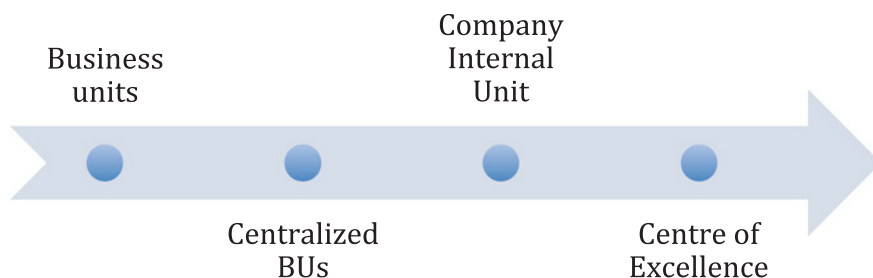 Business
units
Centralized
BUs
Company
Internal
Unit
Centre of
Excellence